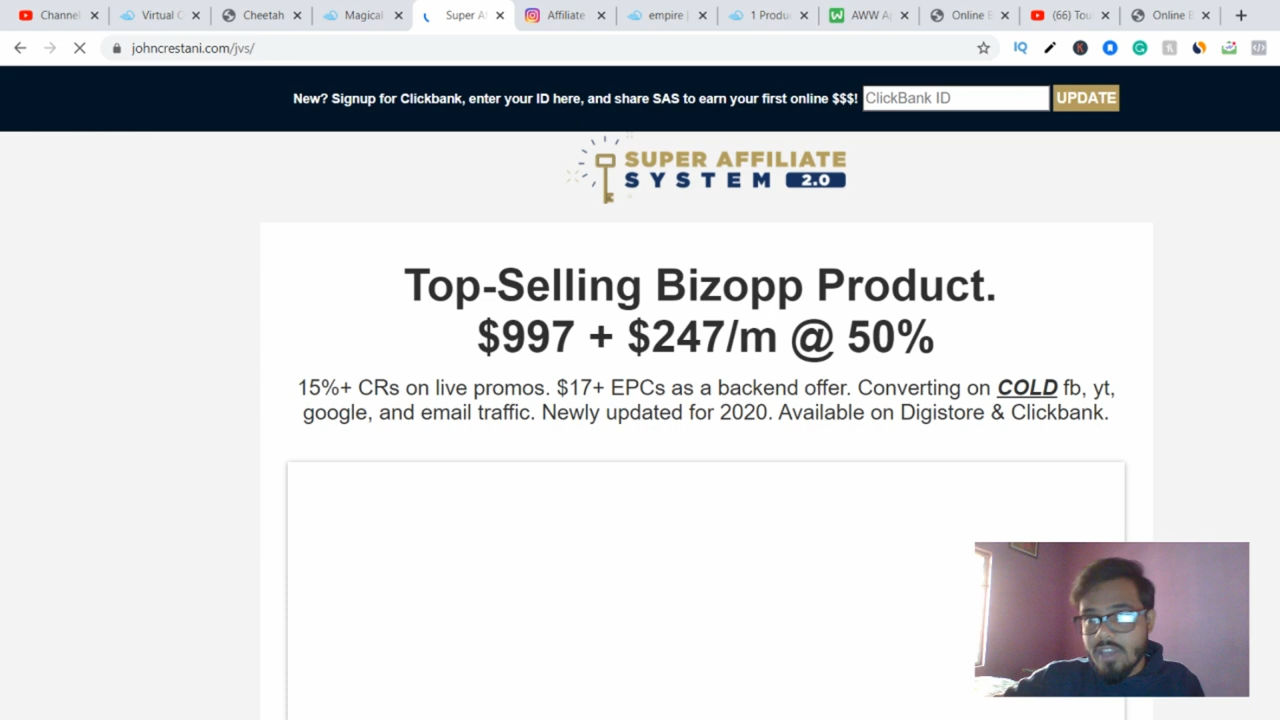 Channel
Virtual C
Cheetah
Magical
Super Af
Affiliate
empire |
1 Produ
AWW Ap
Online E
(66) Tou
Online E
johncrestani.com/jvs/
IQ
New? Signup for Clickbank, enter your ID here, and share SAS to earn your first online $$$!
ClickBank ID
UPDATE
SUPER AFFILIATE
SYSTEM 2.0
Top-Selling Bizopp Product.
$997 + $247/m @ 50%
15%+ CRs on live promos. $17+ EPCs as a backend offer. Converting on COLD fb, yt,
google, and email traffic. Newly updated for 2020. Available on Digistore & Clickbank.